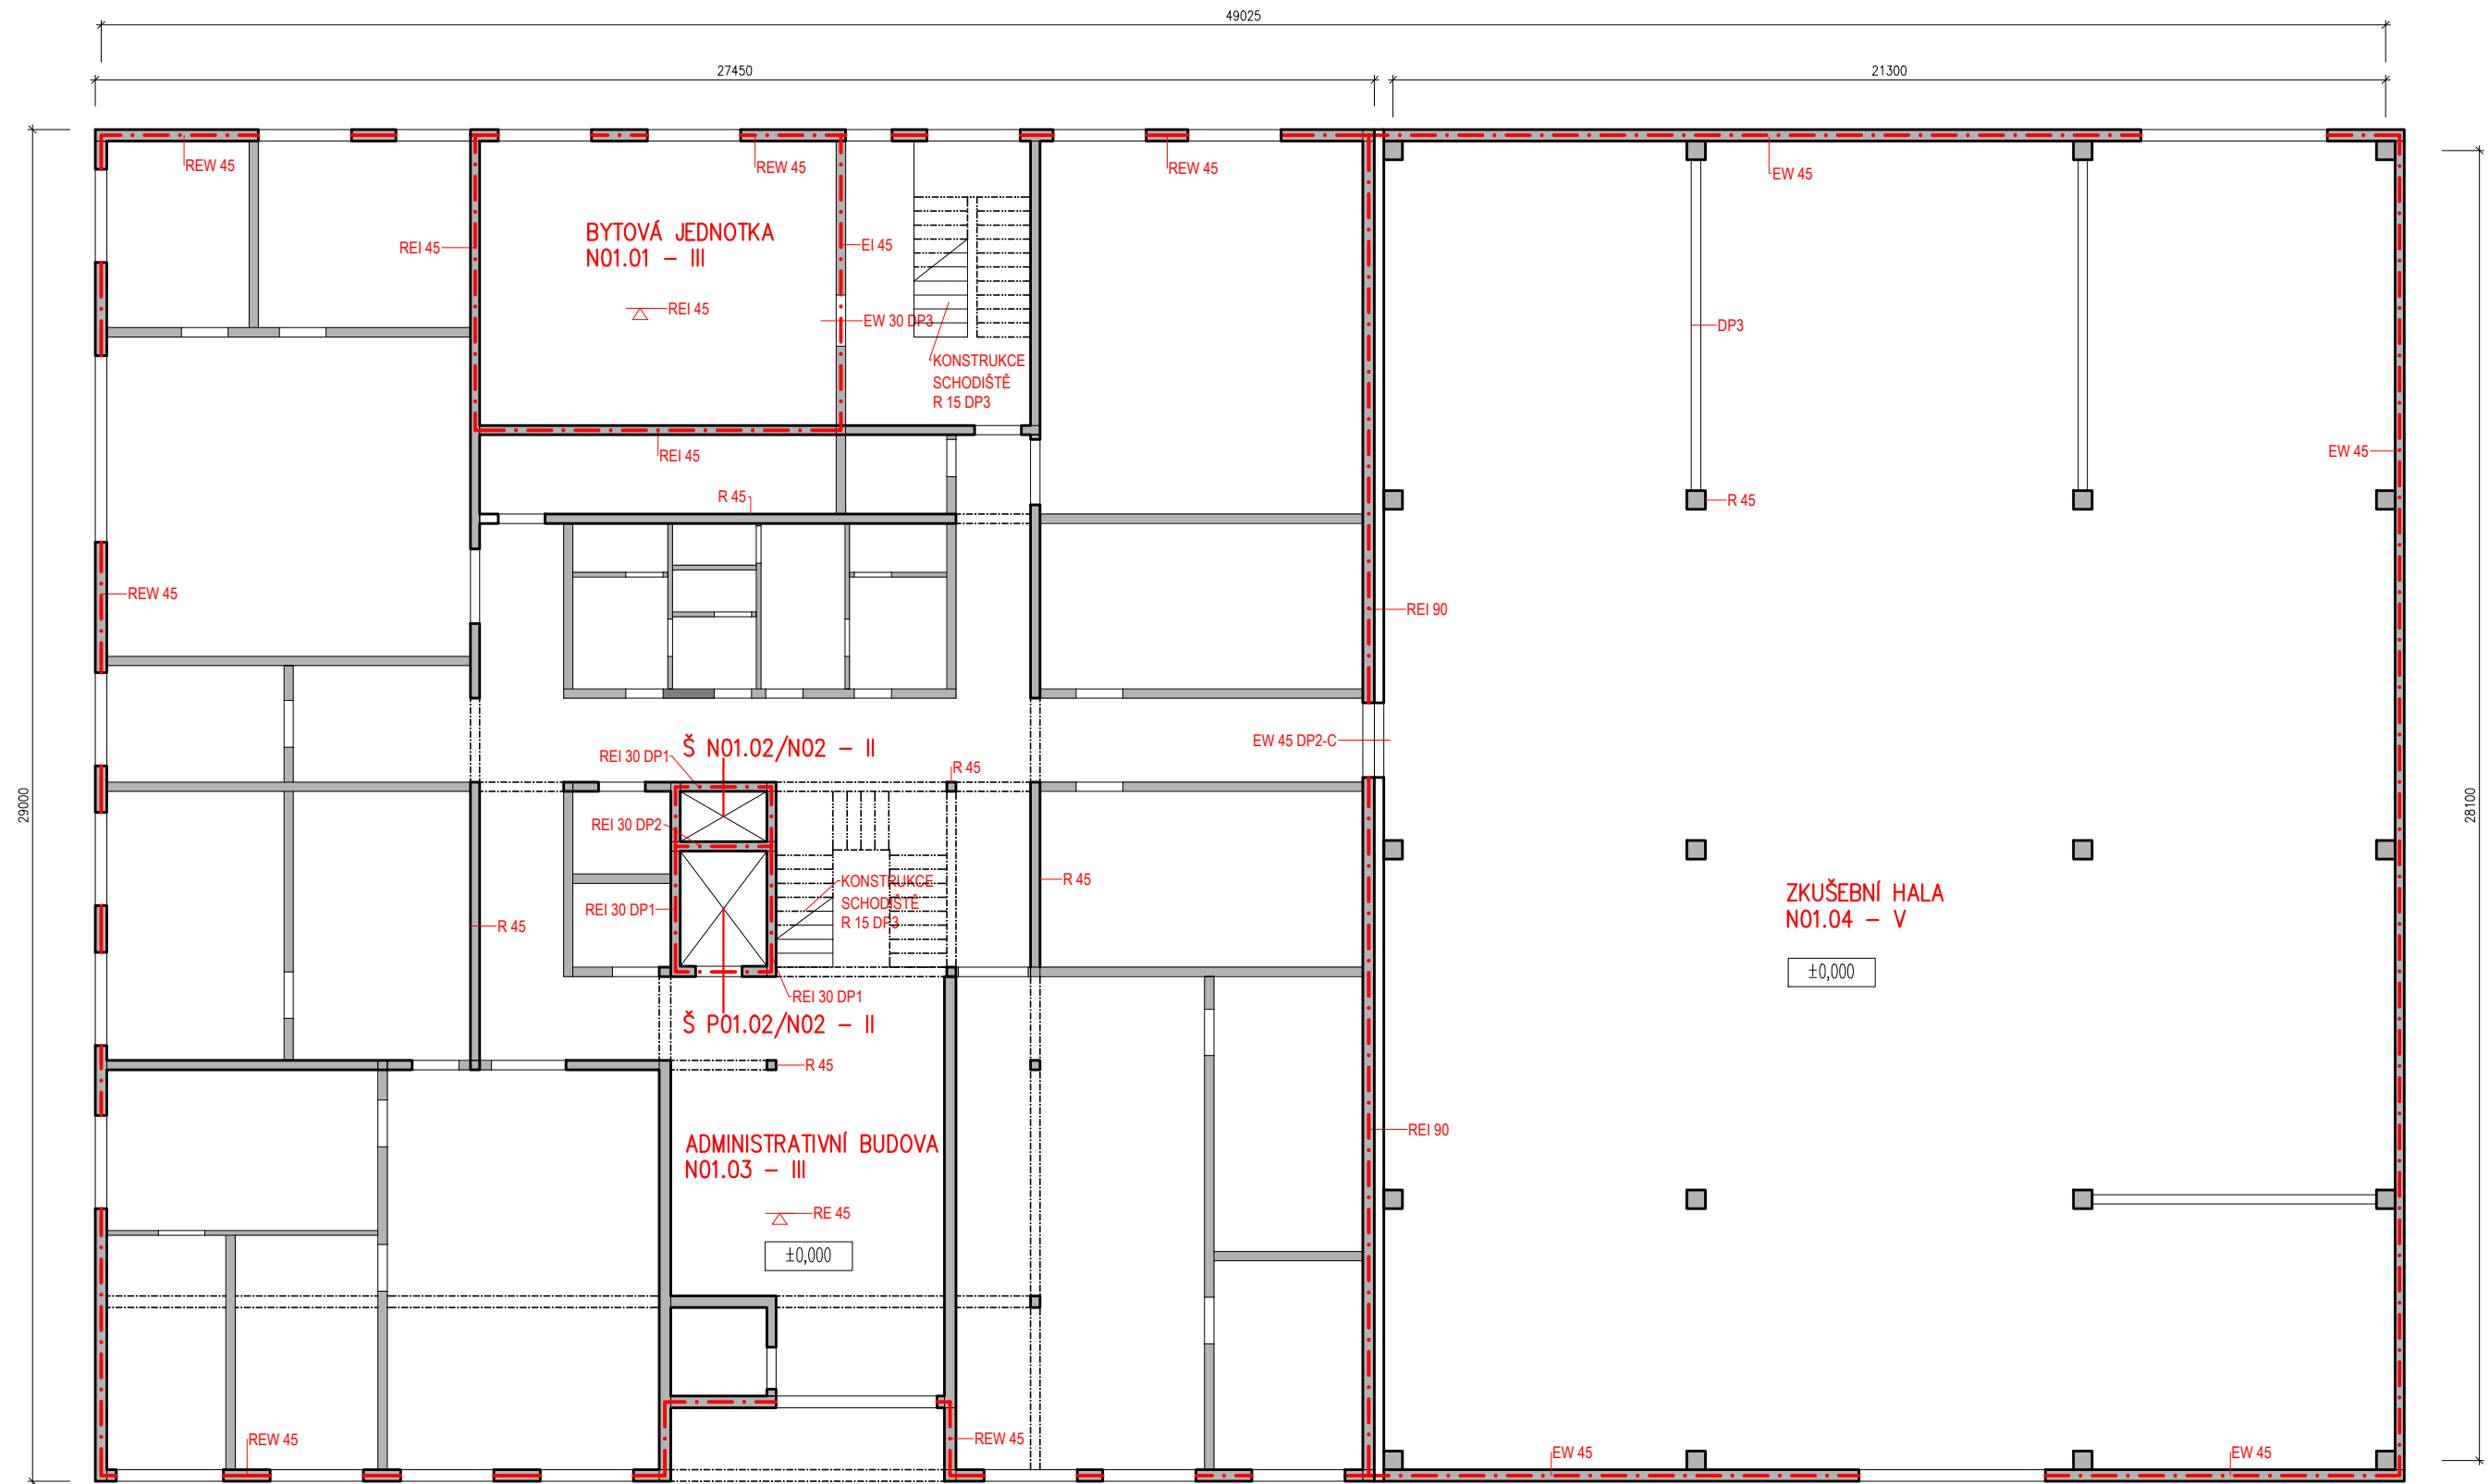 49025
27450
21300
REW 45
REW 45
REW 45
EW 45
BYTOVÁ JEDNOTKA
N01.01 – III
REI 45
EI 45
REI 45
EW 30 DP3
DP3
KONSTRUKCE
SCHODIŠTĚ
R 15 DP3
REI 45
EW 45
R 45
R 45
REW 45
REI 90
Š N01.02/N02 – II
REI 30 DP1
EW 45 DP2-C
R 45
29000
28100
REI 30 DP2
KONSTRUKCE
SCHODIŠTĚ
R 15 DP3
R 45
REI 30 DP1
R 45
ZKUŠEBNÍ HALA
N01.04 – V
±0,000
REI 30 DP1
Š P01.02/N02 – II
R 45
ADMINISTRATIVNÍ BUDOVA
N01.03 – III
REI 90
RE 45
±0,000
REW 45
REW 45
EW 45
EW 45